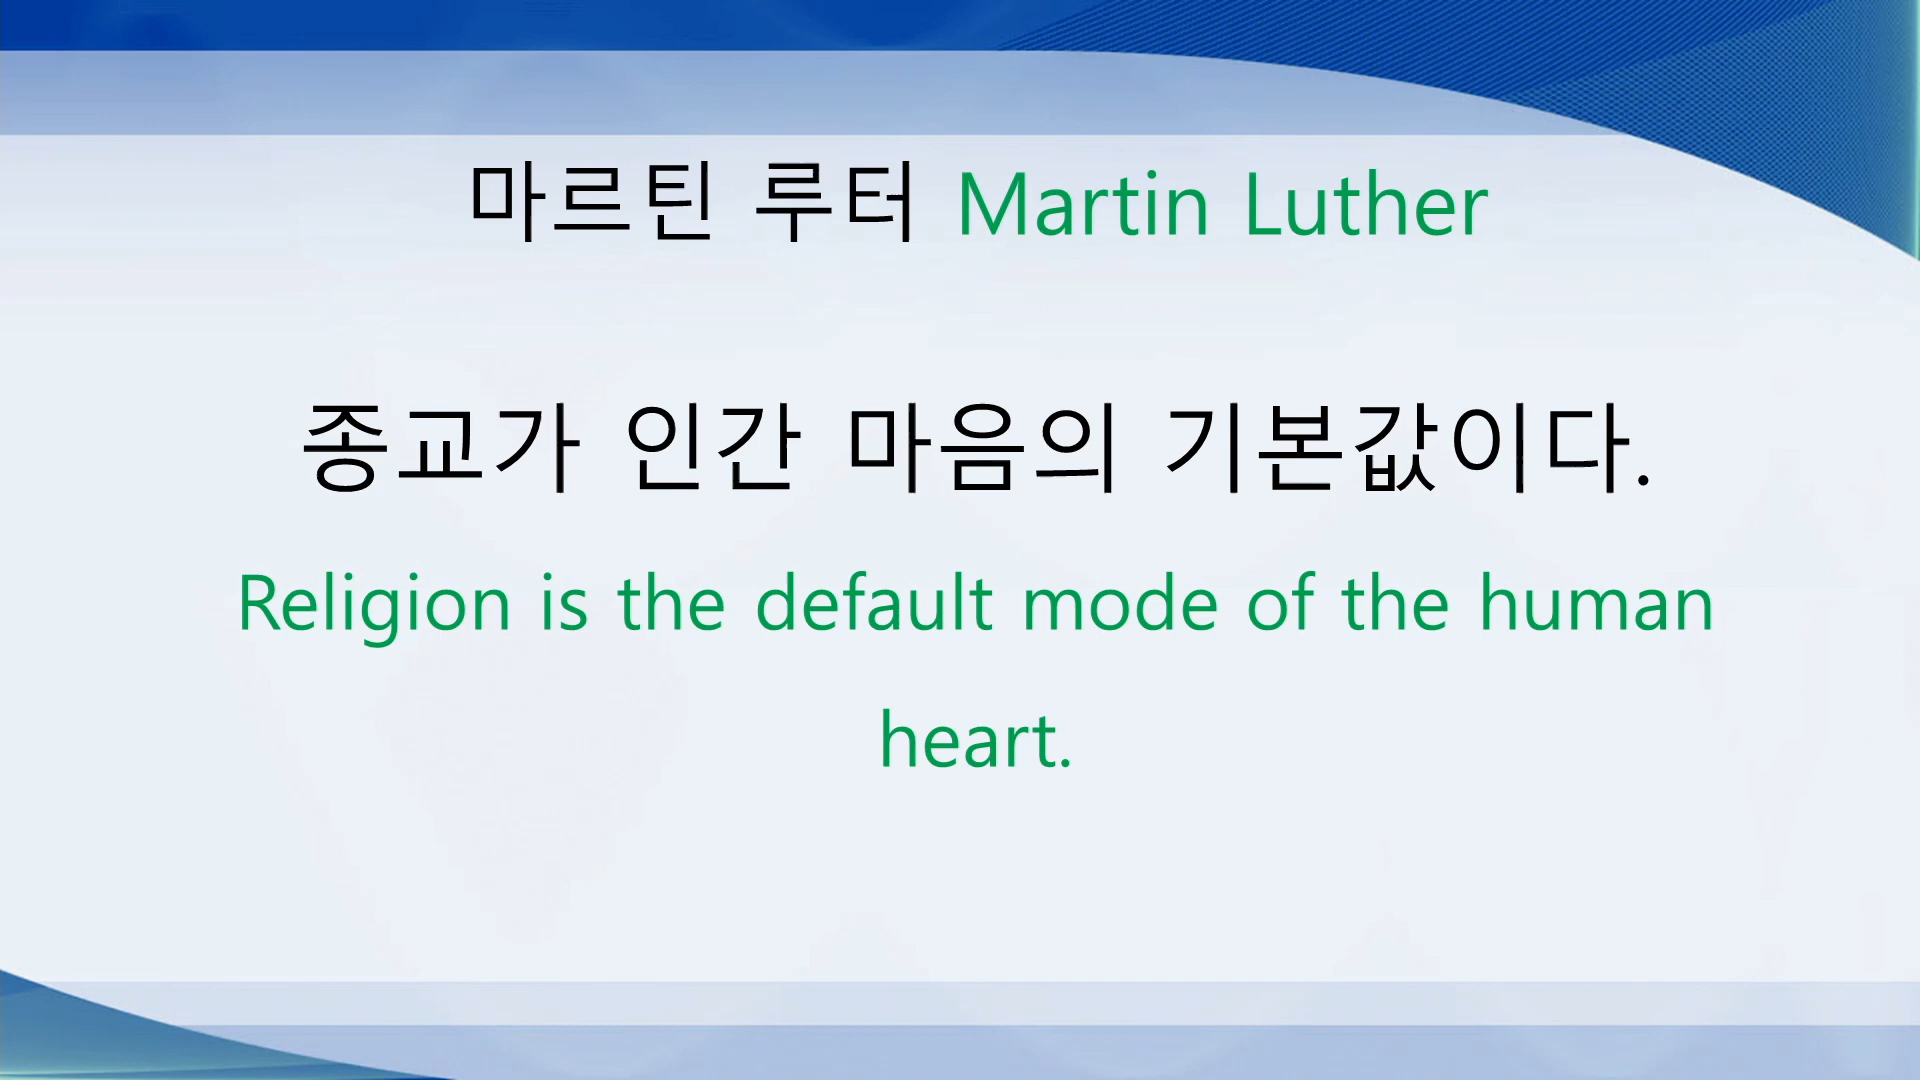 마르틴 루터 Martin Luther
종교가 인간 마음의 기본값이다.
Religion is the default mode of the human
heart.